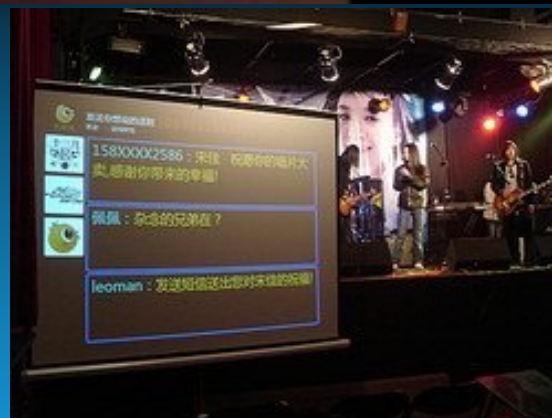 158XXXX2586：宋佳 祝愿你的唱片大
卖,感谢你带来的幸福!
佩佩：杂念的兄弟在？
leoman：发送短信送出您对宋佳的祝福!